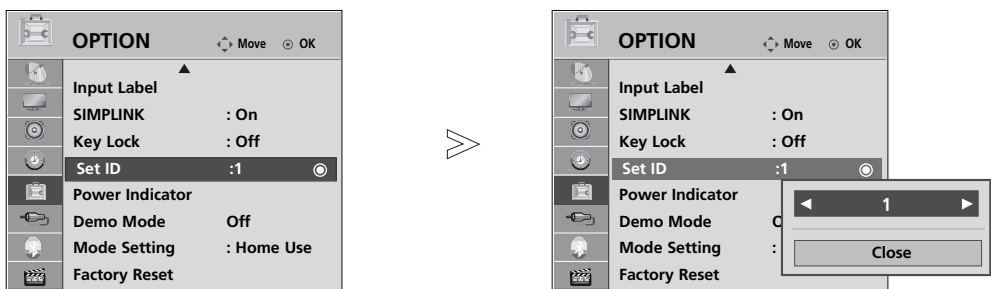 OPTION Move OK
Input Label
SIMPLINK : On
Key Lock : Off
Set ID :1
Power Indicator
Demo Mode Off
Mode Setting : Home Use
Factory Reset
OPTION Move OK
Input Label
SIMPLINK : On
Key Lock : Off
Set ID :1
Power Indicator
Demo Mode
Mode Setting :
Factory Reset
◄ 1 ►
Close